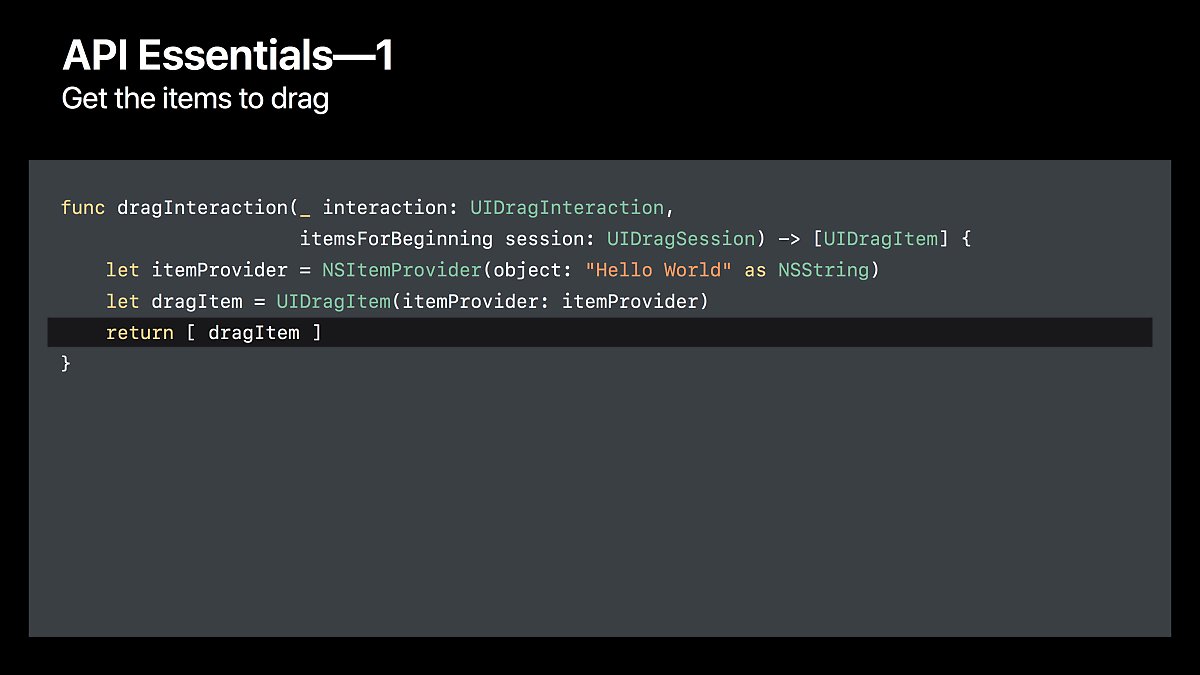 API Essentials—1
Get the items to drag
func dragInteraction(_ interaction: UIDragInteraction,
                     itemsForBeginning session: UIDragSession) -> [UIDragItem] {
    let itemProvider = NSItemProvider(object: "Hello World" as NSString)
    let dragItem = UIDragItem(itemProvider: itemProvider)
    return [ dragItem ]
}